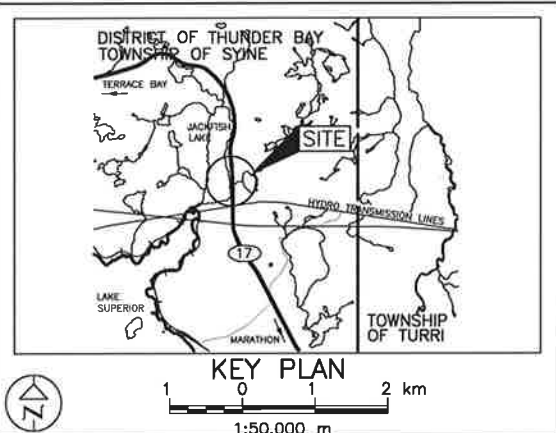 DISTRICT OF THUNDER BAY
TOWNSHIP OF SYINE
TERRACE BAY
JACKFISH
LAKE
SITE
HYDRO TRANSMISSION LINES
17
LAKE
SUPERIOR
TOWNSHIP
OF TURRI
MARATHON
KEY PLAN
N
1 0 1 2 km
1:50,000 m